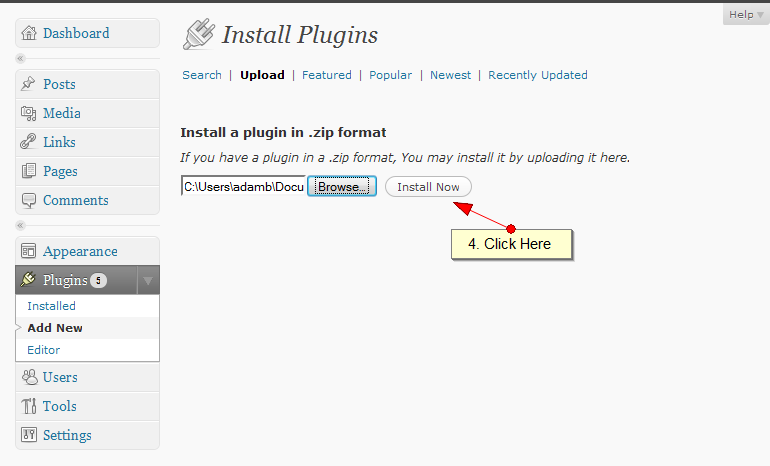 Help
Dashboard
Posts
Media
Links
Pages
Comments
Appearance
Plugins 5
Installed
Add New
Editor
Users
Tools
Settings
Install Plugins
Search | Upload | Featured | Popular | Newest | Recently Updated
Install a plugin in .zip format
If you have a plugin in a .zip format, You may install it by uploading it here.
C:\Users\adamb\Docu Browse... Install Now
4. Click Here